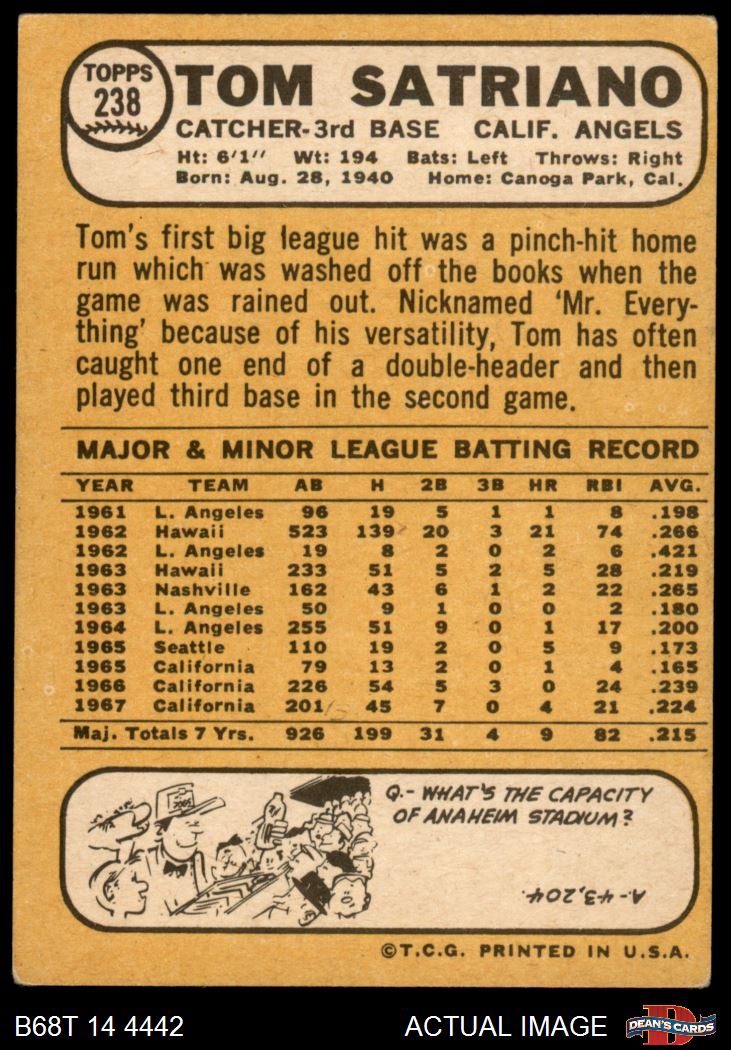 TOPPS
238
TOM SATRIANO
CATCHER-3rd BASE CALIF. ANGELS
Ht: 6'1" Wt: 194 Bats: Left Throws: Right
Born: Aug. 28, 1940 Home: Canoga Park, Cal.
Tom's first big league hit was a pinch-hit home
run which was washed off the books when the
game was rained out. Nicknamed 'Mr. Every-
thing' because of his versatility, Tom has often
caught one end of a double-header and then
played third base in the second game.
MAJOR & MINOR LEAGUE BATTING RECORD
YEAR TEAM AB H 2B 3B HR RBI AVG.
1961 L. Angeles 96 19 5 1 1 8 .198
1962 Hawaii 523 139 20 3 21 74 .266
1962 L. Angeles 19 8 2 0 2 6 .421
1963 Hawaii 233 51 5 2 5 28 .219
1963 Nashville 162 43 6 1 2 22 .265
1963 L. Angeles 50 9 1 0 0 2 .180
1964 L. Angeles 255 51 9 0 1 17 .200
1965 Seattle 110 19 2 0 5 9 .173
1965 California 79 13 2 0 1 4 .165
1966 California 226 54 5 3 0 24 .239
1967 California 201 45 7 0 4 21 .224
Maj. Totals 7 Yrs. 926 199 31 4 9 82 .215
Q.- WHAT'S THE CAPACITY
OF ANAHEIM STADIUM?
A-43,204.
©T.C.G. PRINTED IN U.S.A.
B68T 14 4442 ACTUAL IMAGE DEAN'S CARDS